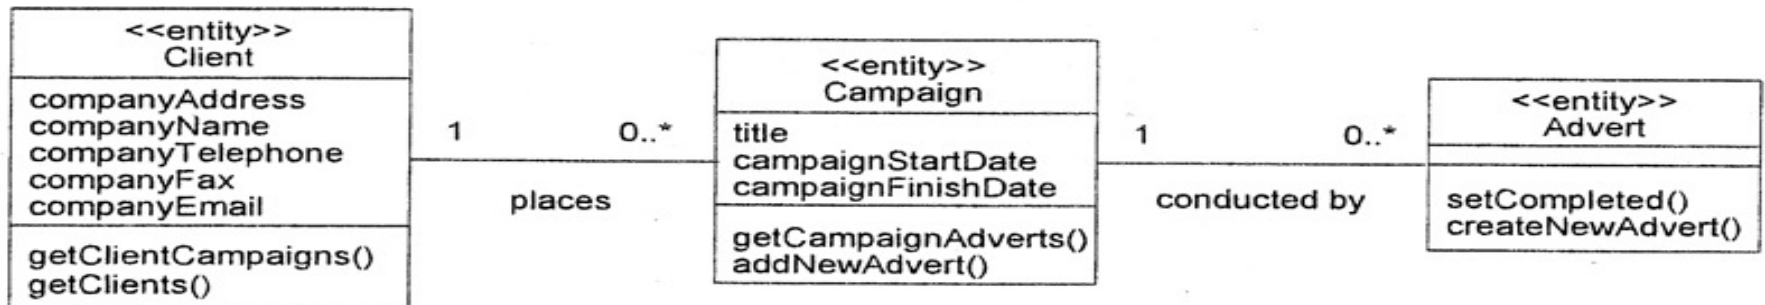 <<entity>>
Client
companyAddress
companyName
companyTelephone
companyFax
companyEmail
getClientCampaigns()
getClients()
1
0..*
places
<<entity>>
Campaign
title
campaignStartDate
campaignFinishDate
getCampaignAdverts()
addNewAdvert()
1
0..*
conducted by
<<entity>>
Advert
setCompleted()
createNewAdvert()